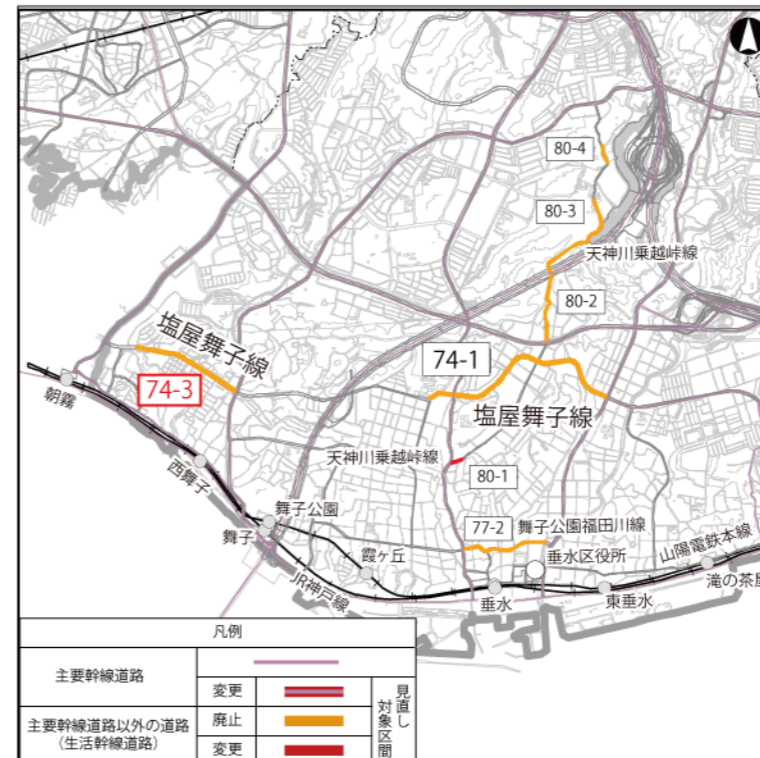 80-4
80-3
天神川乗越峠線
80-2
塩屋舞子線
74-1
74-3
朝霧
塩屋舞子線
天神川乗越峠線
80-1
西舞子
舞子公園
77-2
舞子公園福田川線
舞子
霞ヶ丘
垂水区役所
山陽電鉄本線
JR神戸線
垂水
東垂水
滝の茶屋
凡例
主要幹線道路
変更
見直し
対象区間
主要幹線道路以外の道路
(生活幹線道路)
廃止
変更